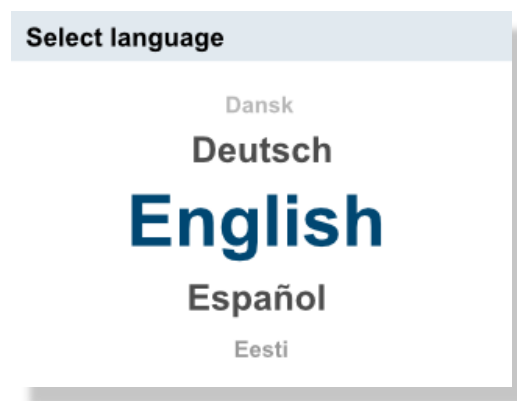 Select language
Dansk
Deutsch
English
Español
Eesti